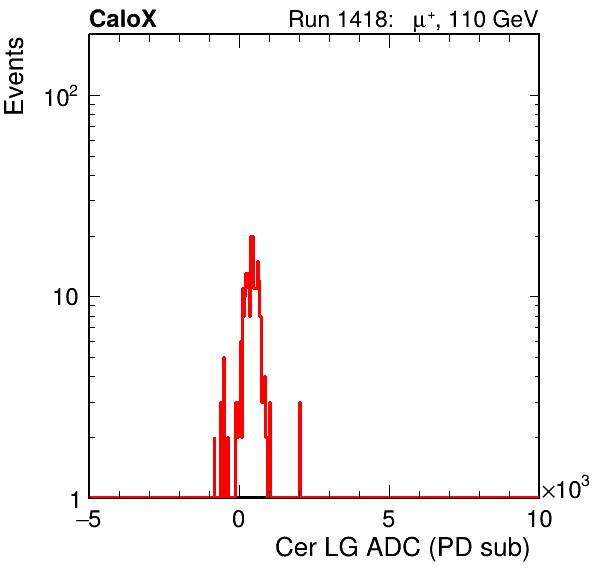 CaloX Run 1418: μ⁺, 110 GeV
Events
10²
10
1
−5 0 5 10
×10³
Cer LG ADC (PD sub)